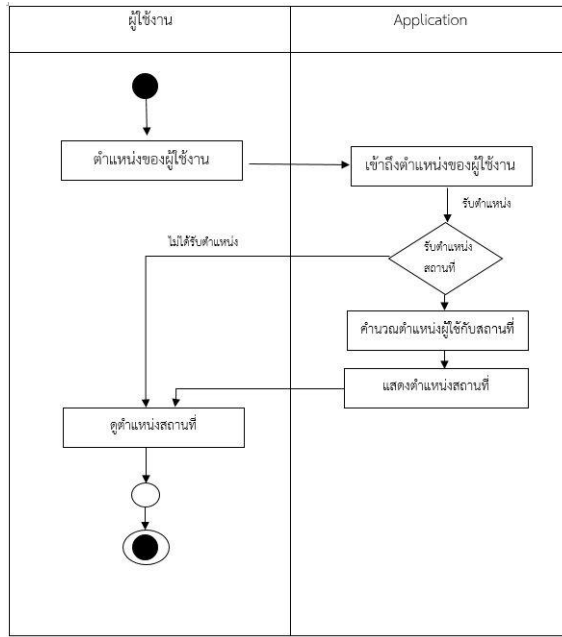 ผู้ใช้งาน
Application
ตำแหน่งของผู้ใช้งาน
เข้าถึงตำแหน่งของผู้ใช้งาน
รับตำแหน่ง
ไม่ได้รับตำแหน่ง
รับตำแหน่ง
สถานที่
คำนวณตำแหน่งผู้ใช้กับสถานที่
แสดงตำแหน่งสถานที่
ดูตำแหน่งสถานที่